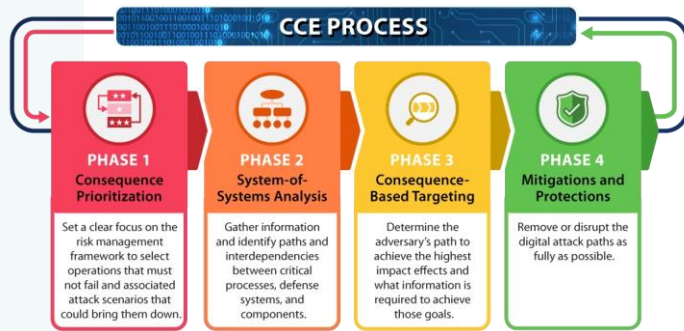 CCE PROCESS
PHASE 1
Consequence
Prioritization
Set a clear focus on the
risk management
framework to select
operations that must
not fail and associated
attack scenarios that
could bring them down.
PHASE 2
System-of-
Systems Analysis
Gather information
and identify paths and
interdependencies
between critical
processes, defense
systems, and
components.
PHASE 3
Consequence-
Based Targeting
Determine the
adversary's path to
achieve the highest
impact effects and
what information is
required to achieve
those goals.
PHASE 4
Mitigations and
Protections
Remove or disrupt the
digital attack paths as
fully as possible.